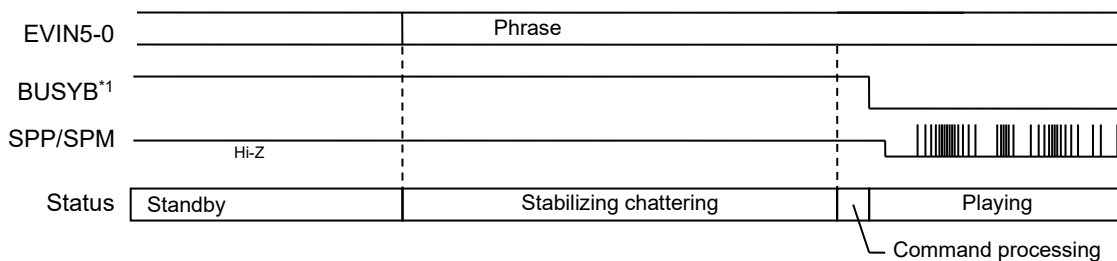 EVIN5-0
Phrase
BUSYB*1
SPP/SPM
Hi-Z
Status
Standby
Stabilizing chattering
Playing
Command processing